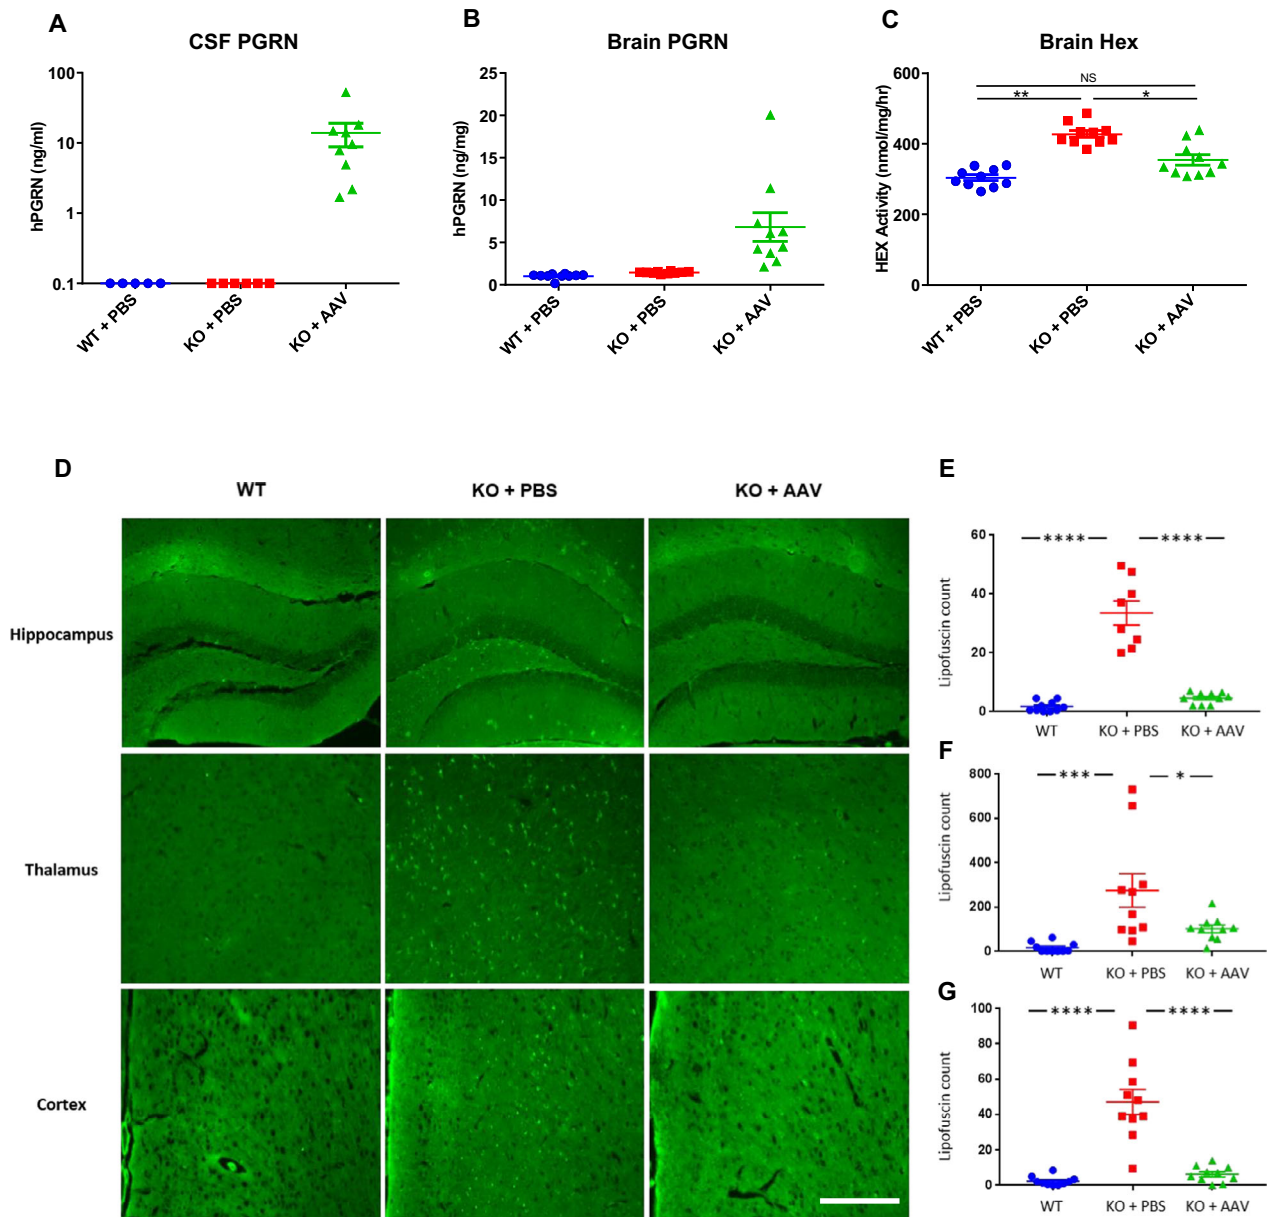 A
CSF PGRN
hPGRN (ng/ml)
100
10
1
0.1
WT + PBS
KO + PBS
KO + AAV
B
Brain PGRN
hPGRN (ng/mg)
25
20
15
10
5
0
WT + PBS
KO + PBS
KO + AAV
C
Brain Hex
HEX Activity (nmol/mg/hr)
600
400
200
0
NS
** *
WT + PBS
KO + PBS
KO + AAV
D
WT KO + PBS KO + AAV
Hippocampus
Thalamus
Cortex
E
Lipofuscin count
60
40
20
0
**** ****
WT KO + PBS KO + AAV
F
Lipofuscin count
800
600
400
200
0
*** *
WT KO + PBS KO + AAV
G
Lipofuscin count
100
80
60
40
20
0
**** ****
WT KO + PBS KO + AAV